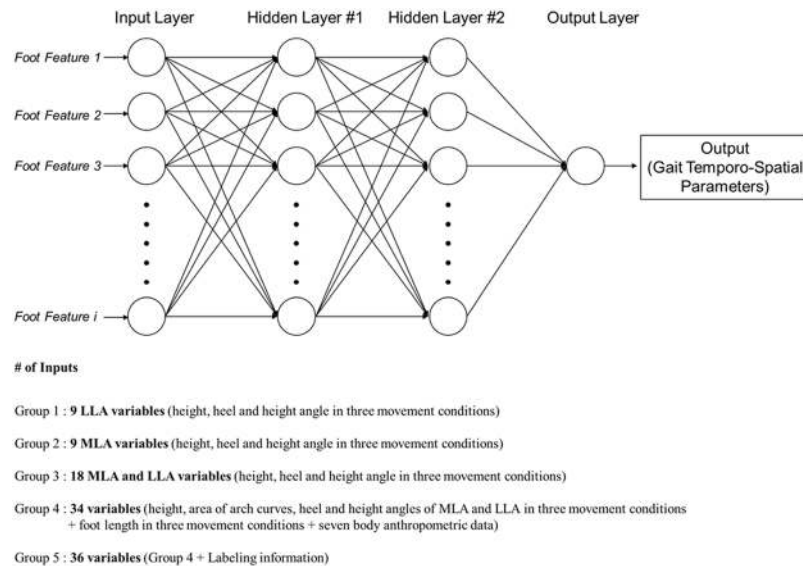 Input Layer Hidden Layer #1 Hidden Layer #2 Output Layer
Foot Feature 1
Foot Feature 2
Foot Feature 3
Foot Feature i
Output
(Gait Temporo-Spatial
Parameters)
# of Inputs
Group 1 : 9 LLA variables (height, heel and height angle in three movement conditions)
Group 2 : 9 MLA variables (height, heel and height angle in three movement conditions)
Group 3 : 18 MLA and LLA variables (height, heel and height angle in three movement conditions)
Group 4 : 34 variables (height, area of arch curves, heel and height angles of MLA and LLA in three movement conditions
+ foot length in three movement conditions + seven body anthropometric data)
Group 5 : 36 variables (Group 4 + Labeling information)